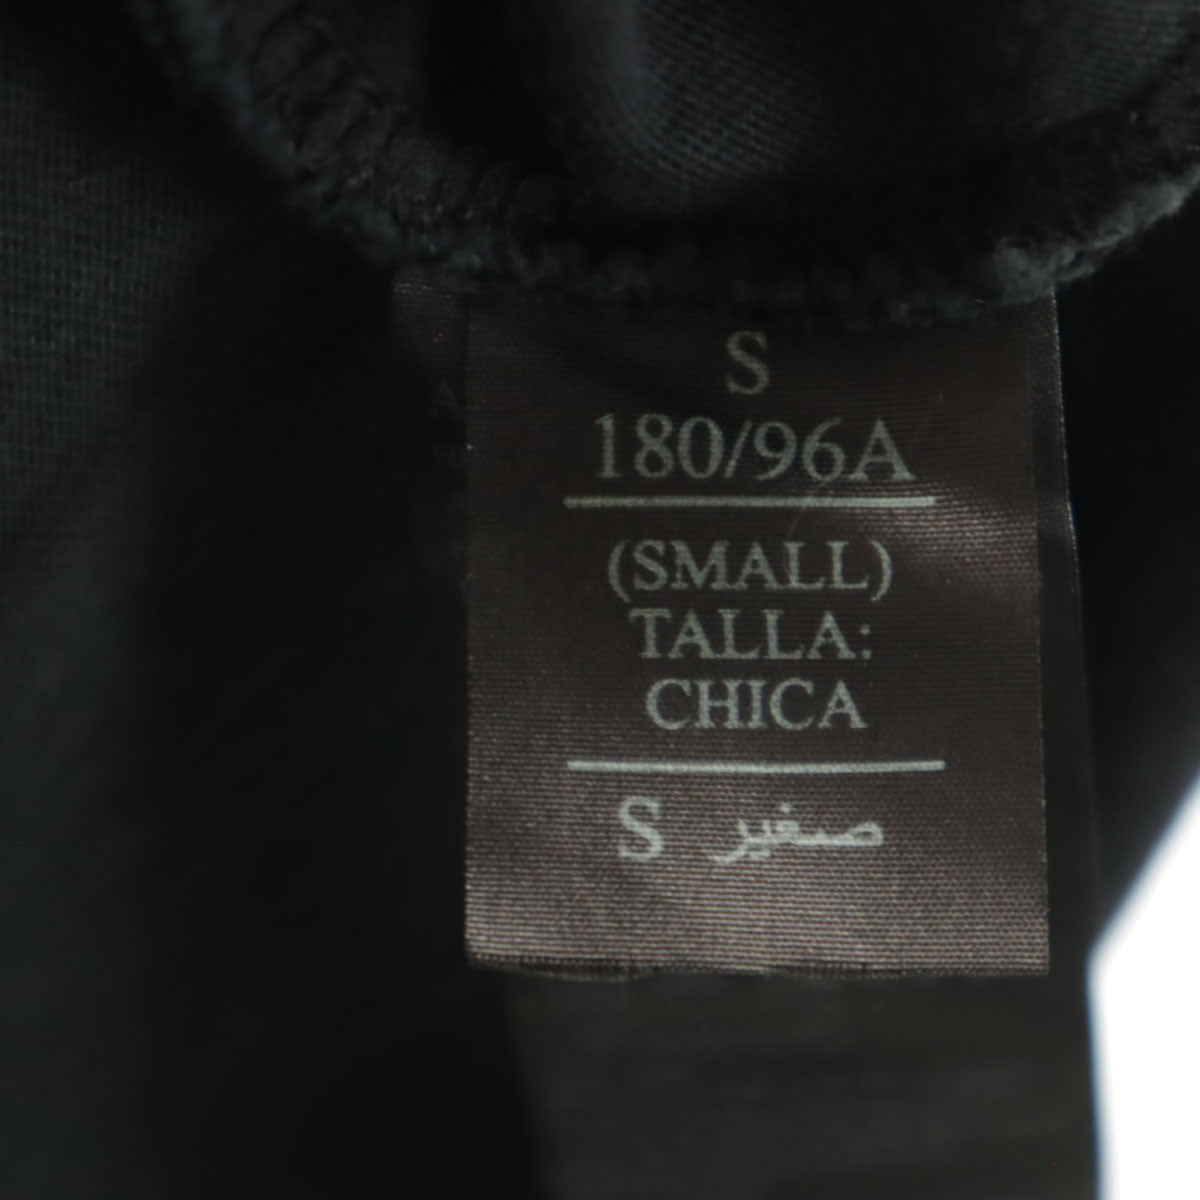 S
180/96A
(SMALL)
TALLA:
CHICA
S صغير